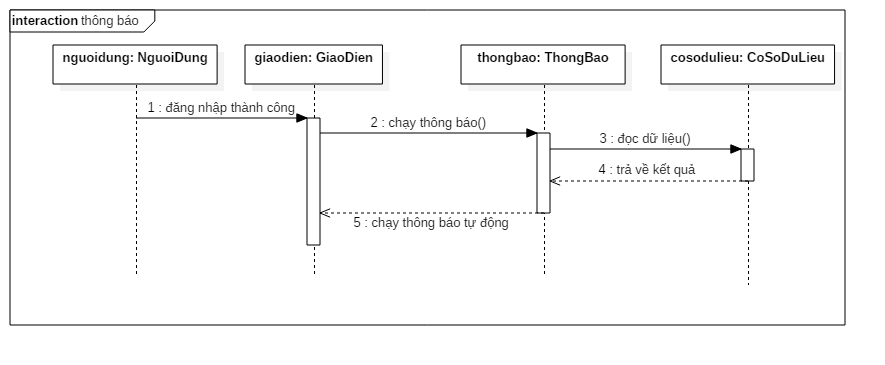 interaction thông báo
nguoidung: NguoiDung
giaodien: GiaoDien
thongbao: ThongBao
cosodulieu: CoSoDuLieu
1 : đăng nhập thành công
2 : chạy thông báo()
3 : đọc dữ liệu()
4 : trả về kết quả
5 : chạy thông báo tự động